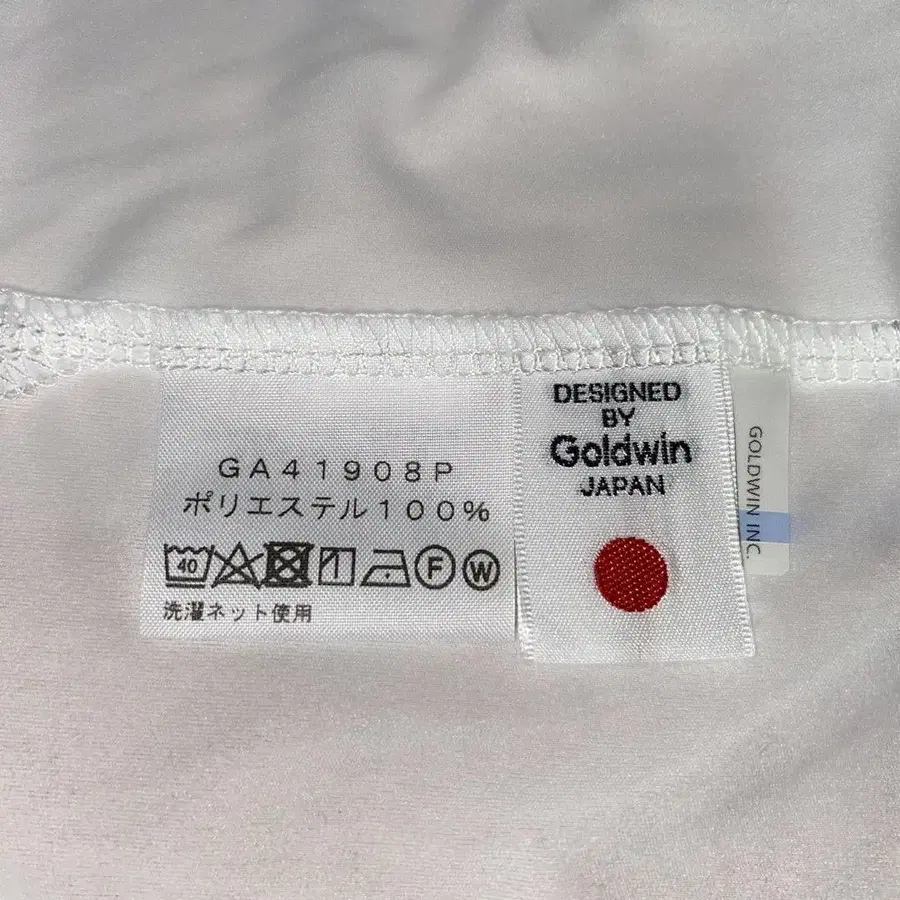 GA41908P
ポリエステル100%
40
F
W
洗濯ネット使用
DESIGNED
BY
Goldwin
JAPAN
GOLDWIN INC.